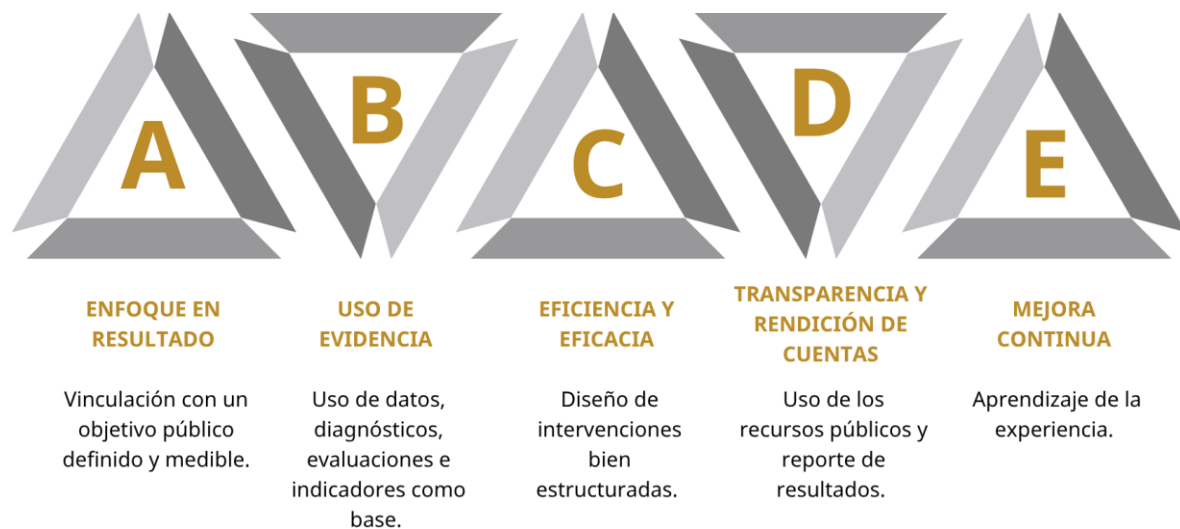 A
B
C
D
E
ENFOQUE EN
RESULTADO
Vinculación con un
objetivo público
definido y medible.
USO DE
EVIDENCIA
Uso de datos,
diagnósticos,
evaluaciones e
indicadores como
base.
EFICIENCIA Y
EFICACIA
Diseño de
intervenciones
bien
estructuradas.
TRANSPARENCIA Y
RENDICIÓN DE
CUENTAS
Uso de los
recursos públicos y
reporte de
resultados.
MEJORA
CONTINUA
Aprendizaje de la
experiencia.